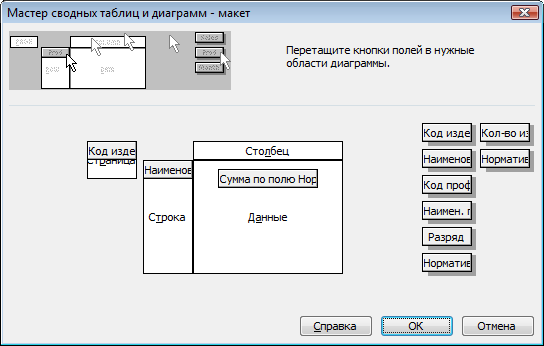 Мастер сводных таблиц и диаграмм - макет
Перетащите кнопки полей в нужные
области диаграммы.
Код изде
Страница
Столбец
Наименов
Сумма по полю Нор
Строка
Данные
Код изде
Кол-во из
Наименов
Норматив
Код проф
Наимен. п
Разряд
Норматив
Справка
ОК
Отмена